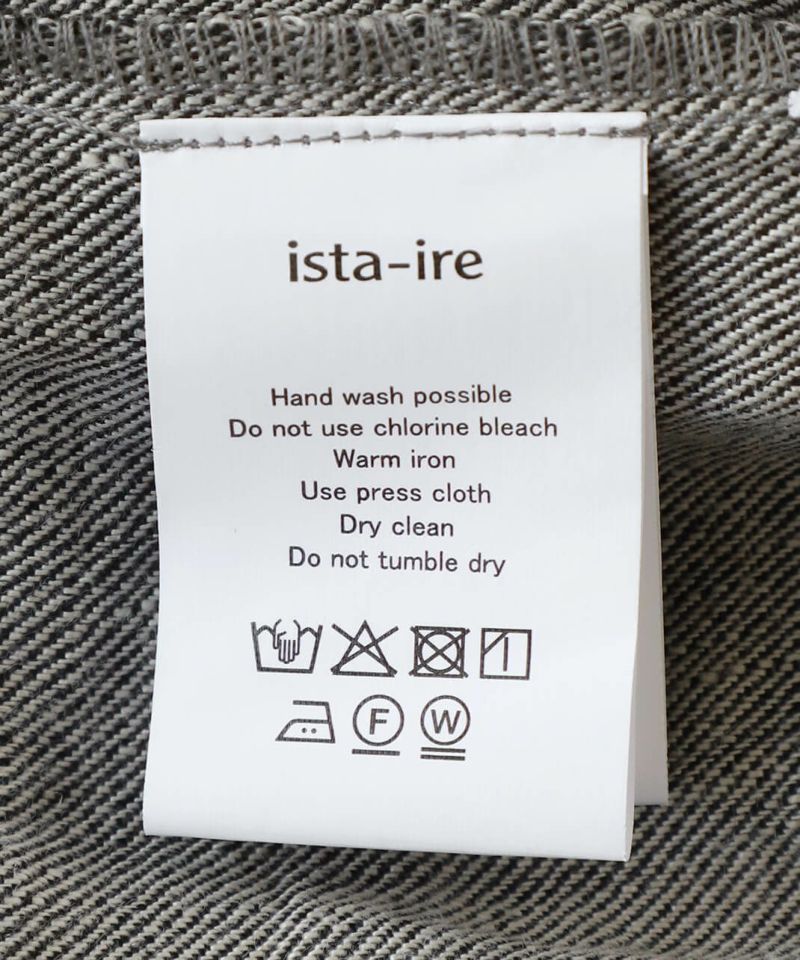 ista-ire
Hand wash possible
Do not use chlorine bleach
Warm iron
Use press cloth
Dry clean
Do not tumble dry
F W